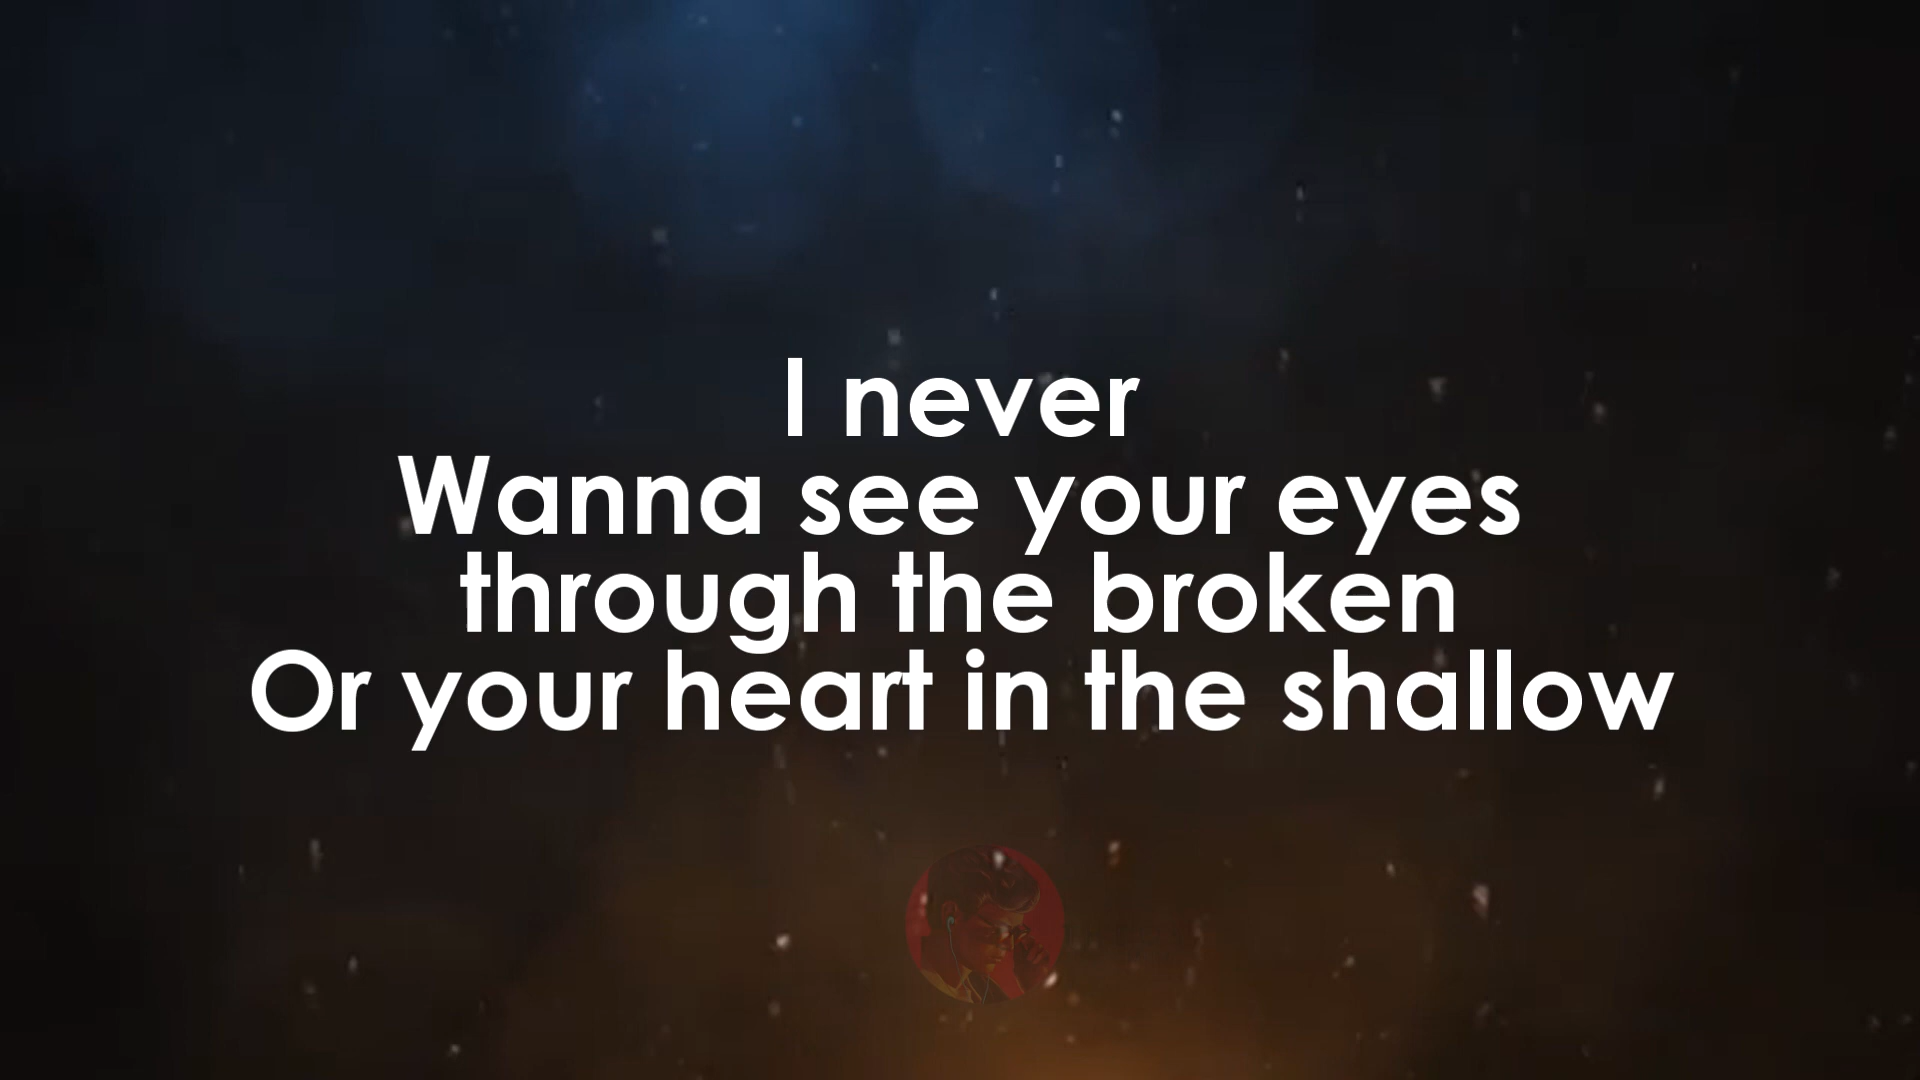 I never
Wanna see your eyes
through the broken
Or your heart in the shallow